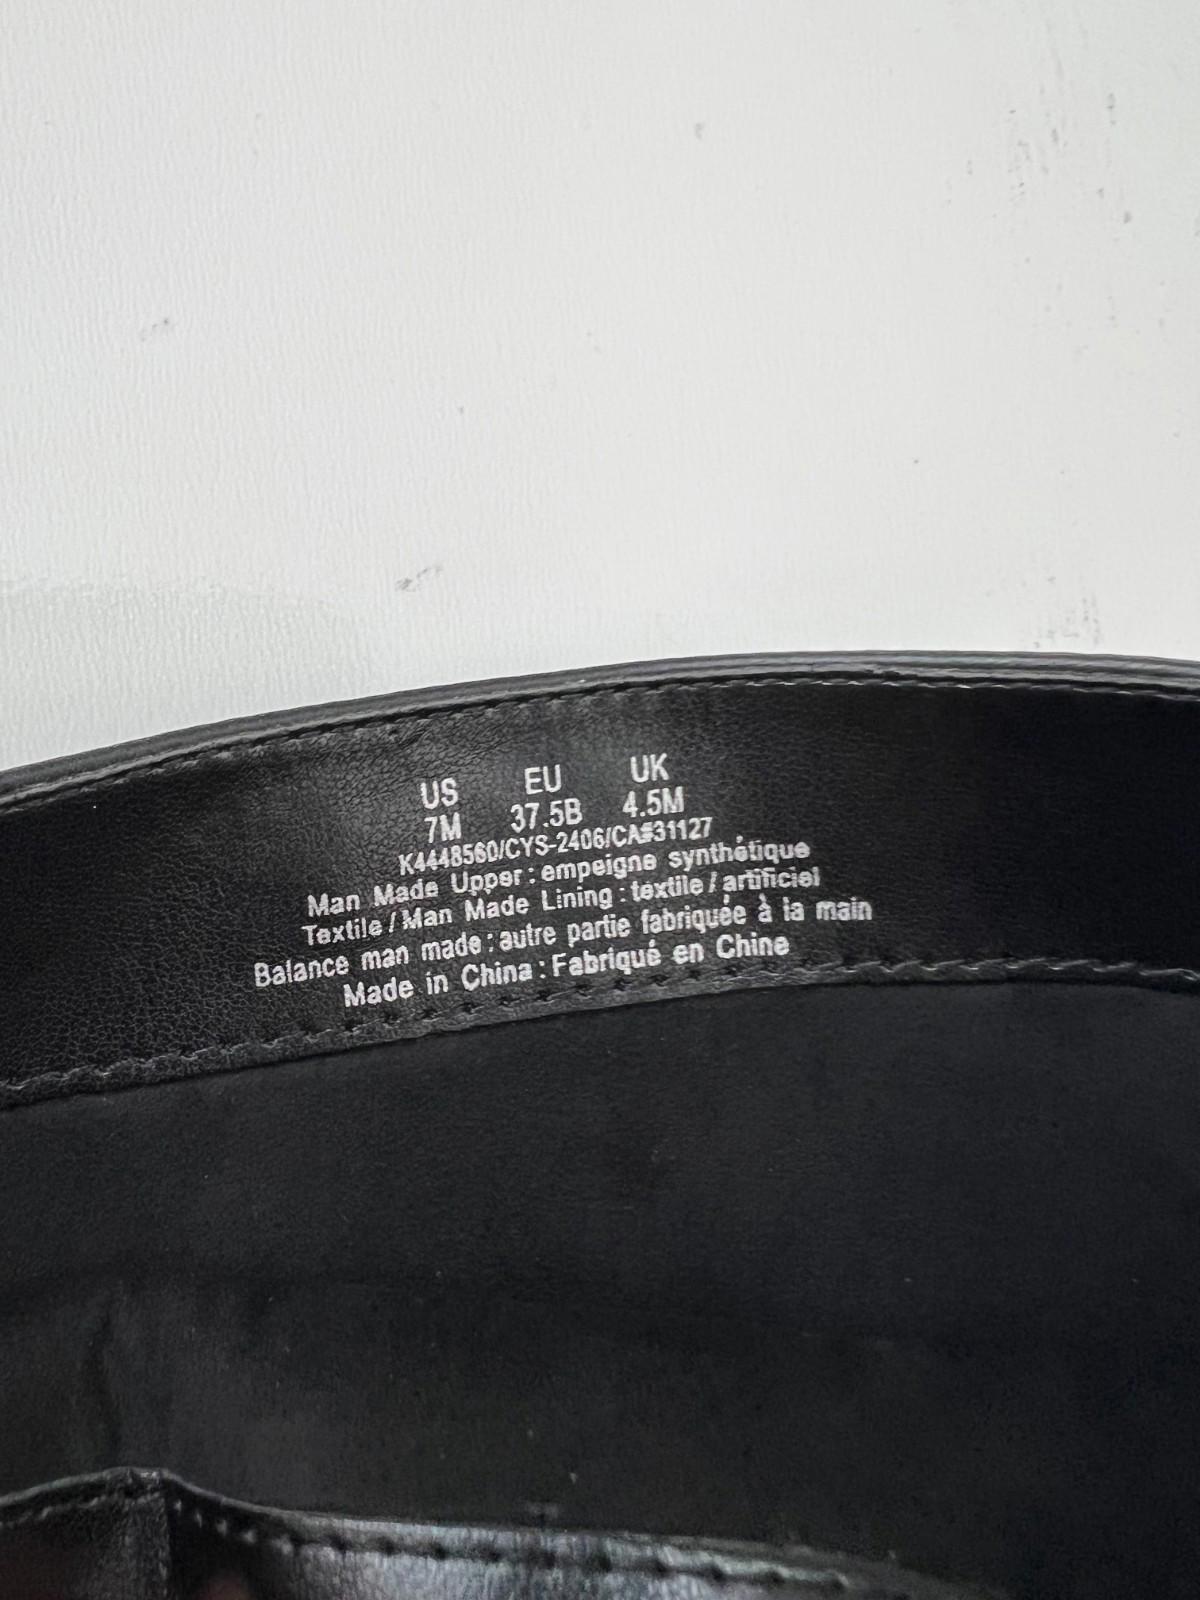 US EU UK
7M 37.5B 4.5M
K4448560/CYS-2406/CA#31127
Man Made Upper : empeigne synthétique
Textile / Man Made Lining : textile / artificiel
Balance man made : autre partie fabriquée à la main
Made in China : Fabriqué en Chine